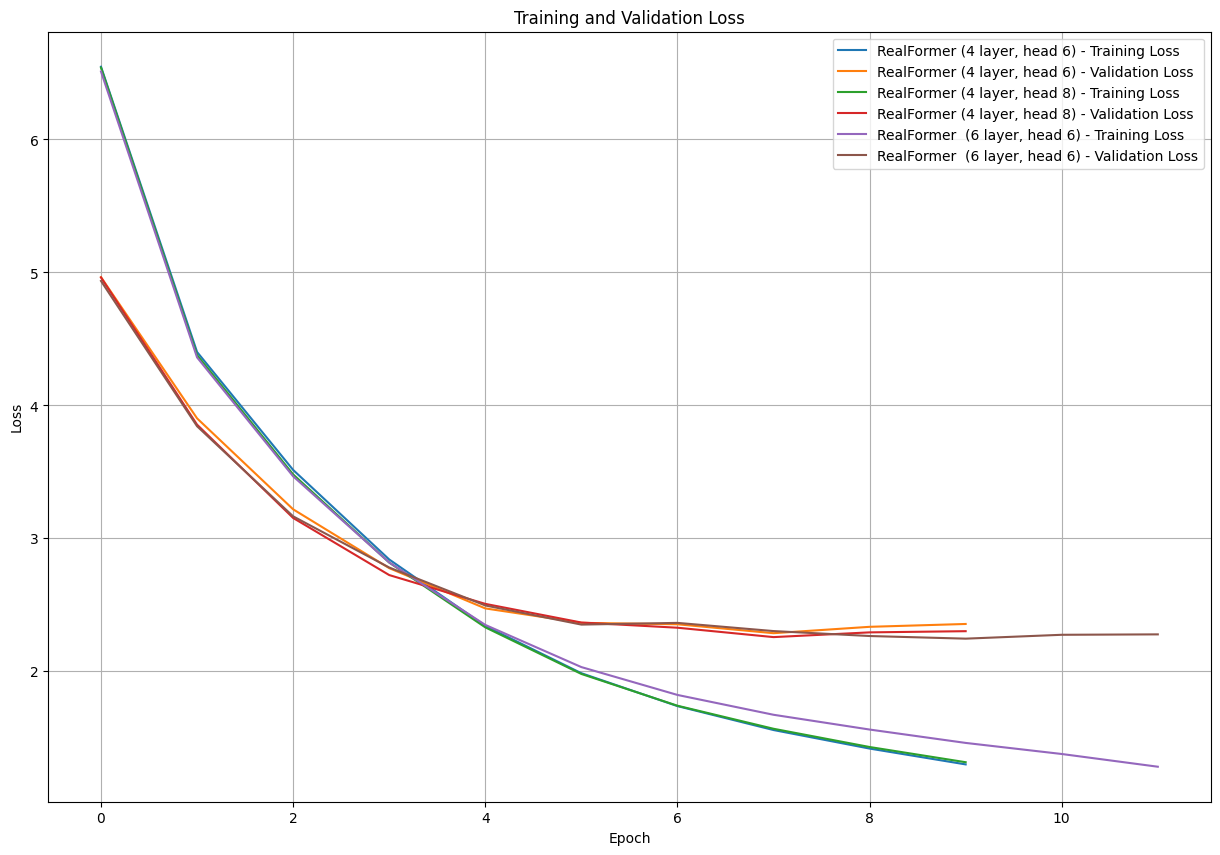 Training and Validation Loss
RealFormer (4 layer, head 6) - Training Loss
RealFormer (4 layer, head 6) - Validation Loss
RealFormer (4 layer, head 8) - Training Loss
RealFormer (4 layer, head 8) - Validation Loss
RealFormer  (6 layer, head 6) - Training Loss
RealFormer  (6 layer, head 6) - Validation Loss
Loss
6
5
4
3
2
0 2 4 6 8 10
Epoch